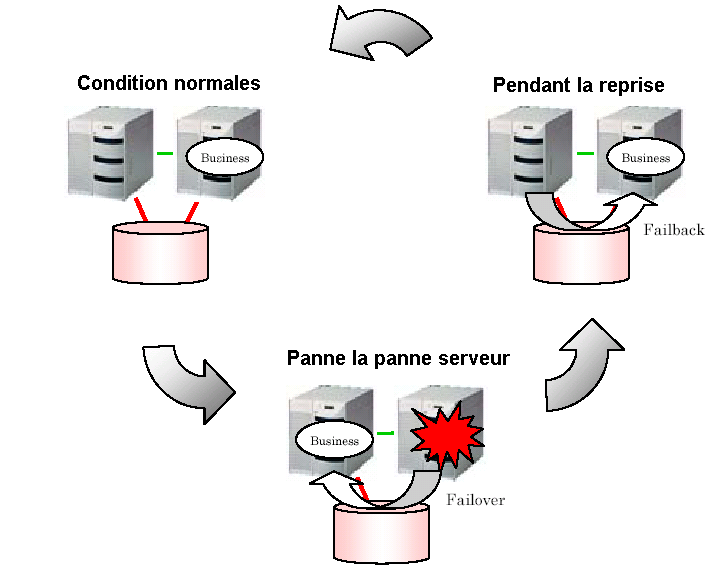 Condition normales
Business
Pendant la reprise
Business
Failback
Panne la panne serveur
Business
Failover